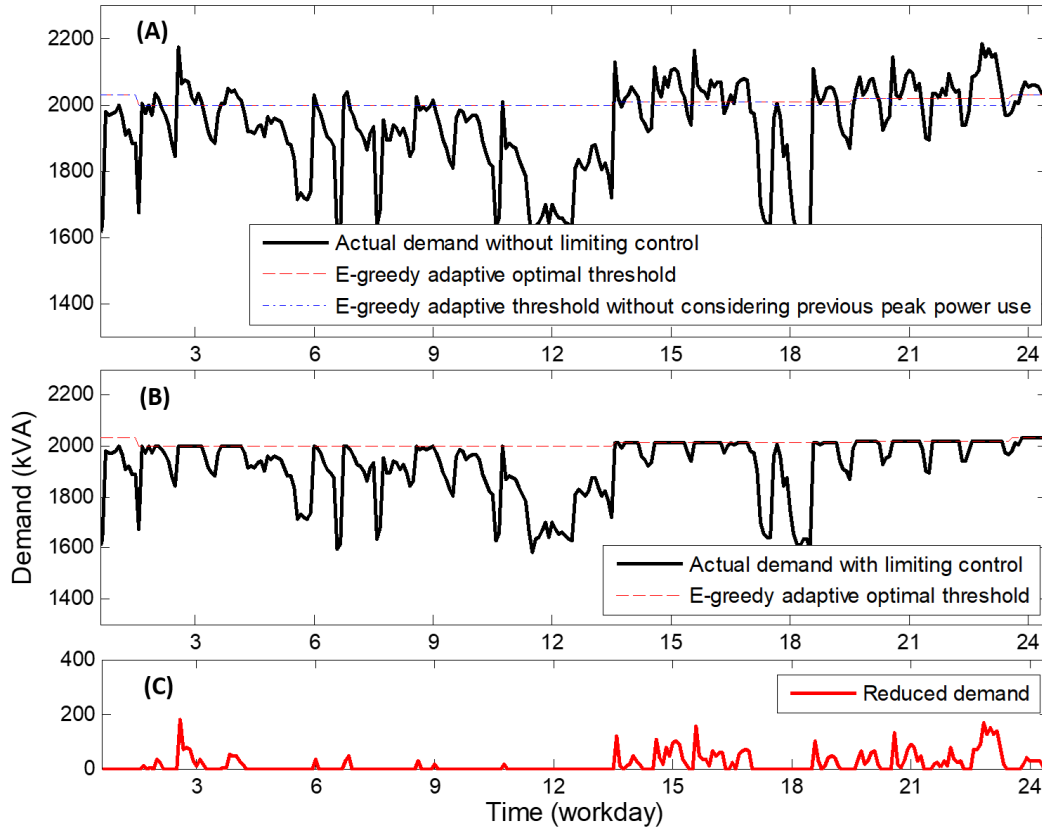 (A)
2200
2000
1800
1600
1400
Actual demand without limiting control
E-greedy adaptive optimal threshold
E-greedy adaptive threshold without considering previous peak power use
3 6 9 12 15 18 21 24
(B)
2200
2000
1800
1600
1400
Demand (kVA)
Actual demand with limiting control
E-greedy adaptive optimal threshold
3 6 9 12 15 18 21 24
(C)
400
200
0
Reduced demand
3 6 9 12 15 18 21 24
Time (workday)